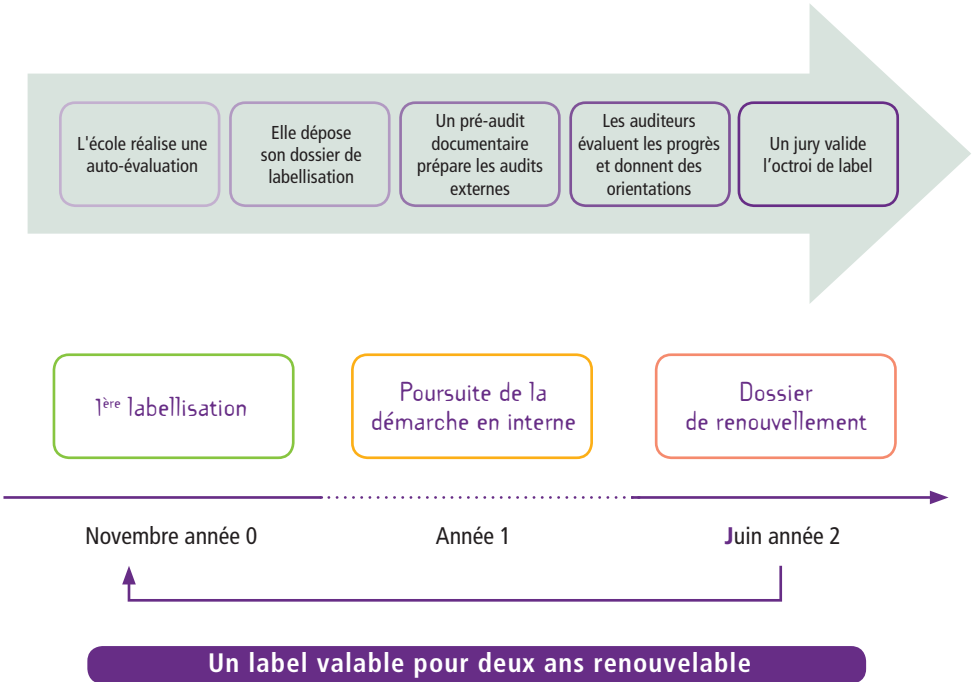 L'école réalise une
auto-évaluation
Elle dépose
son dossier de
labellisation
Un pré-audit
documentaire
prépare les audits
externes
Les auditeurs
évaluent les progrès
et donnent des
orientations
Un jury valide
l’octroi de label
1ère labellisation
Poursuite de la
démarche en interne
Dossier
de renouvellement
Novembre année 0
Année 1
Juin année 2
Un label valable pour deux ans renouvelable